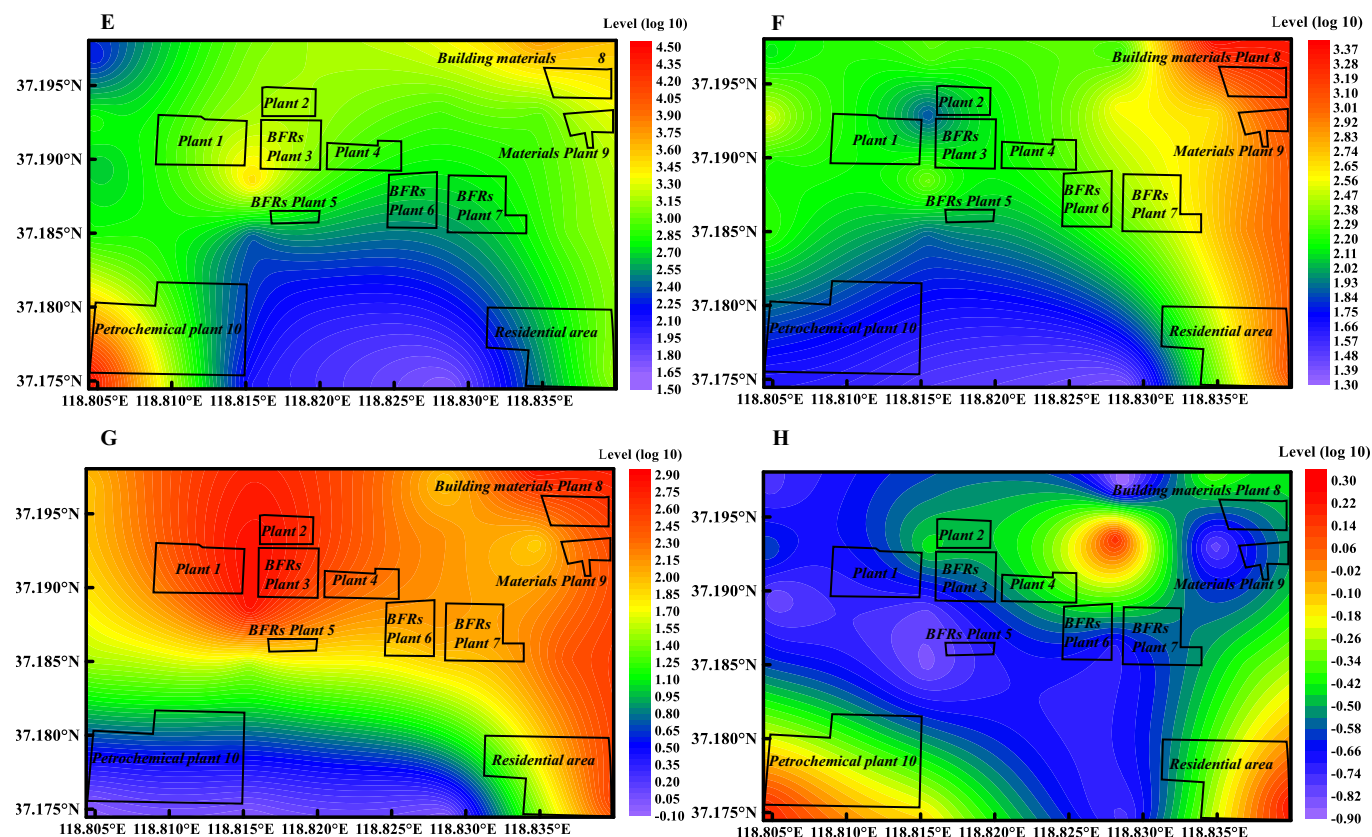 E
Level (log 10)
37.195°N
37.190°N
37.185°N
37.180°N
37.175°N
118.805°E 118.810°E 118.815°E 118.820°E 118.825°E 118.830°E 118.835°E
Building materials 8
Plant 2
Plant 1
BFRs
Plant 3
Plant 4
Materials Plant 9
BFRs Plant 5
BFRs
Plant 6
BFRs
Plant 7
Petrochemical plant 10
Residential area
4.50
4.35
4.20
4.05
3.90
3.75
3.60
3.45
3.30
3.15
3.00
2.85
2.70
2.55
2.40
2.25
2.10
1.95
1.80
1.65
1.50
F
Level (log 10)
37.195°N
37.190°N
37.185°N
37.180°N
37.175°N
118.805°E 118.810°E 118.815°E 118.820°E 118.825°E 118.830°E 118.835°E
Building materials Plant 8
Plant 2
Plant 1
BFRs
Plant 3
Plant 4
Materials Plant 9
BFRs Plant 5
BFRs
Plant 6
BFRs
Plant 7
Petrochemical plant 10
Residential area
3.37
3.28
3.19
3.10
3.01
2.92
2.83
2.74
2.65
2.56
2.47
2.38
2.29
2.20
2.11
2.02
1.93
1.84
1.75
1.66
1.57
1.48
1.39
1.30
G
Level (log 10)
37.195°N
37.190°N
37.185°N
37.180°N
37.175°N
118.805°E 118.810°E 118.815°E 118.820°E 118.825°E 118.830°E 118.835°E
Building materials Plant 8
Plant 2
Plant 1
BFRs
Plant 3
Plant 4
Materials Plant 9
BFRs Plant 5
BFRs
Plant 6
BFRs
Plant 7
Petrochemical plant 10
Residential area
2.90
2.75
2.60
2.45
2.30
2.15
2.00
1.85
1.70
1.55
1.40
1.25
1.10
0.95
0.80
0.65
0.50
0.35
0.20
0.05
-0.10
H
Level (log 10)
37.195°N
37.190°N
37.185°N
37.180°N
37.175°N
118.805°E 118.810°E 118.815°E 118.820°E 118.825°E 118.830°E 118.835°E
Building materials Plant 8
Plant 2
Plant 1
BFRs
Plant 3
Plant 4
Materials Plant 9
BFRs Plant 5
BFRs
Plant 6
BFRs
Plant 7
Petrochemical plant 10
Residential area
0.30
0.22
0.14
0.06
-0.02
-0.10
-0.19
-0.27
-0.35
-0.43
-0.51
-0.59
-0.66
-0.74
-0.82
-0.90